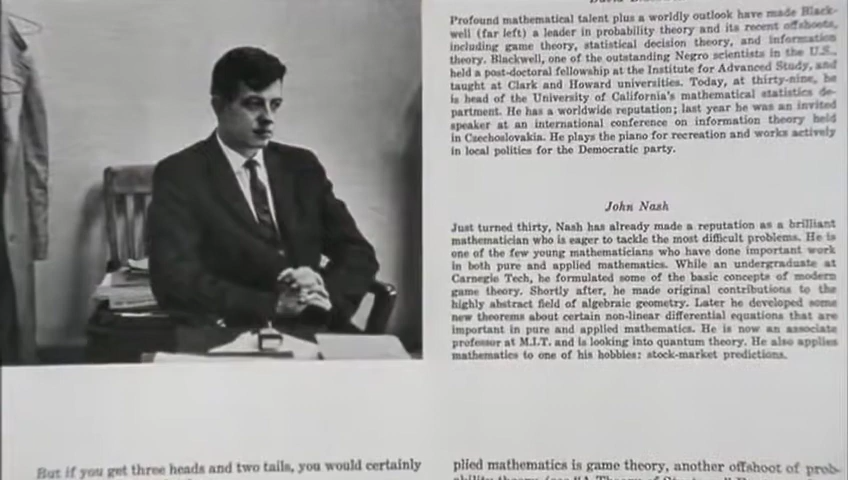 Profound mathematical talent plus a worldly outlook have made Black-
well (far left) a leader in probability theory and its recent offshoots,
including game theory, statistical decision theory, and information
theory. Blackwell, one of the outstanding Negro scientists in the U.S.,
held a post-doctoral fellowship at the Institute for Advanced Study, and
taught at Clark and Howard universities. Today, at thirty-nine, he
is head of the University of California's mathematical statistics de-
partment. He has a worldwide reputation; last year he was an invited
speaker at an international conference on information theory held
in Czechoslovakia. He plays the piano for recreation and works actively
in local politics for the Democratic party.
John Nash
Just turned thirty, Nash has already made a reputation as a brilliant
mathematician who is eager to tackle the most difficult problems. He is
one of the few young mathematicians who have done important work
in both pure and applied mathematics. While an undergraduate at
Carnegie Tech, he formulated some of the basic concepts of modern
game theory. Shortly after, he made original contributions to the
highly abstract field of algebraic geometry. Later he developed some
new theorems about certain non-linear differential equations that are
important in pure and applied mathematics. He is now an associate
professor at M.I.T. and is looking into quantum theory. He also applies
mathematics to one of his hobbies: stock-market predictions.
But if you get three heads and two tails, you would certainly
plied mathematics is game theory, another offshoot of prob-